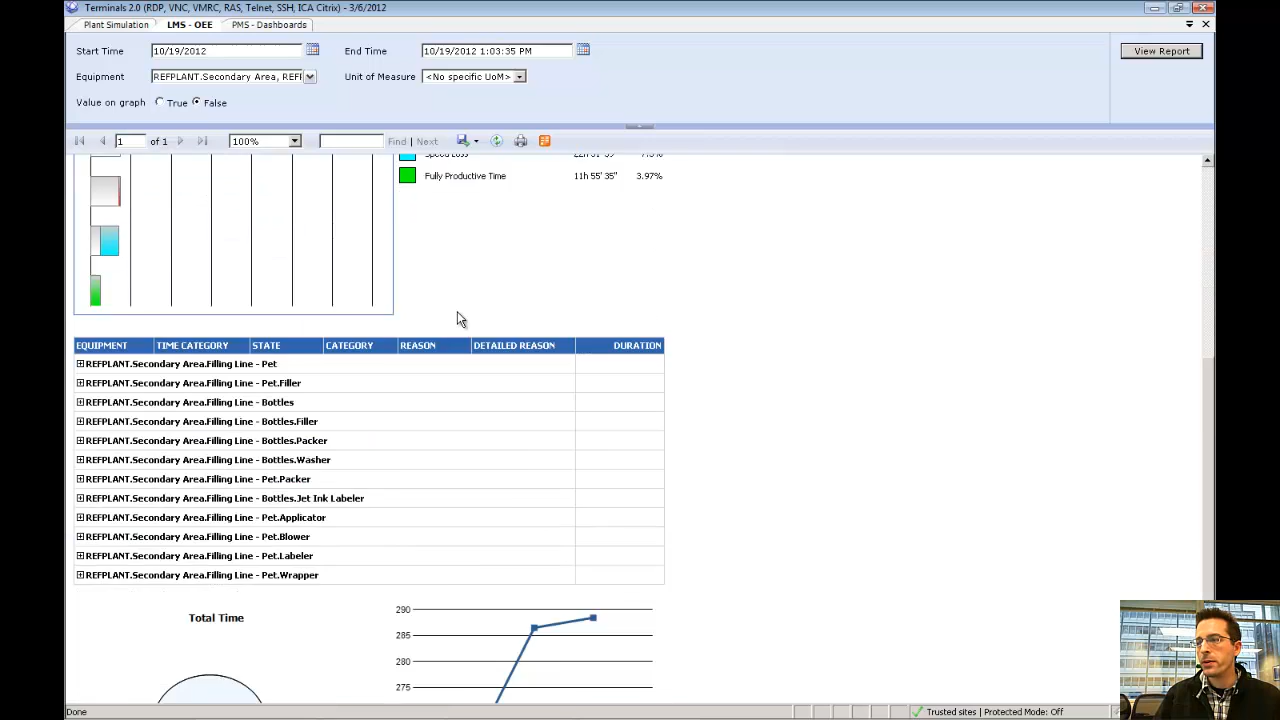 Terminals 2.0 (RDP, VNC, VMRC, RAS, Telnet, SSH, ICA Citrix) - 3/6/2012
Plant Simulation LMS - OEE PMS - Dashboards
Start Time 10/19/2012 End Time 10/19/2012 1:03:35 PM View Report
Equipment REFPLANT.Secondary Area, REFI Unit of Measure <No specific UoM>
Value on graph True False
1 of 1 100% Find | Next
Speed Loss 22h 31' 39" 7.5%
Fully Productive Time 11h 55' 35" 3.97%
EQUIPMENT TIME CATEGORY STATE CATEGORY REASON DETAILED REASON DURATION
REFPLANT.Secondary Area.Filling Line - Pet
REFPLANT.Secondary Area.Filling Line - Pet.Filler
REFPLANT.Secondary Area.Filling Line - Bottles
REFPLANT.Secondary Area.Filling Line - Bottles.Filler
REFPLANT.Secondary Area.Filling Line - Bottles.Packer
REFPLANT.Secondary Area.Filling Line - Bottles.Washer
REFPLANT.Secondary Area.Filling Line - Pet.Packer
REFPLANT.Secondary Area.Filling Line - Bottles.Jet Ink Labeler
REFPLANT.Secondary Area.Filling Line - Pet.Applicator
REFPLANT.Secondary Area.Filling Line - Pet.Blower
REFPLANT.Secondary Area.Filling Line - Pet.Labeler
REFPLANT.Secondary Area.Filling Line - Pet.Wrapper
Total Time
290
285
280
275
Done Trusted sites | Protected Mode: Off